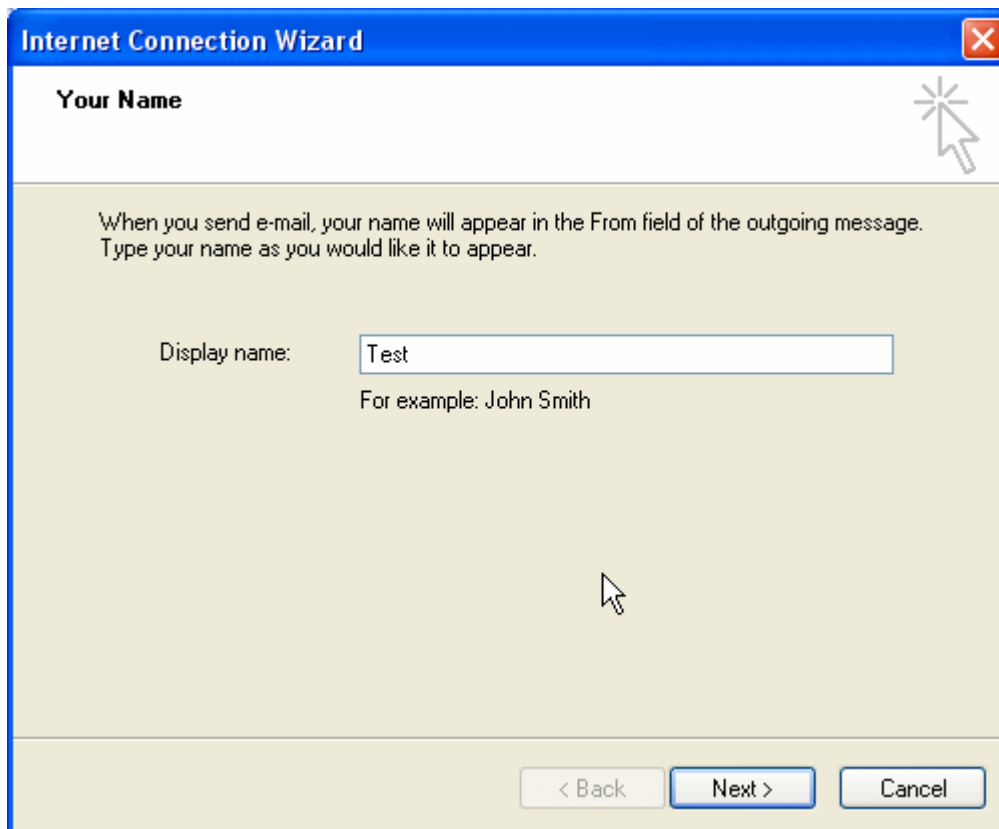 Internet Connection Wizard
Your Name
When you send e-mail, your name will appear in the From field of the outgoing message.
Type your name as you would like it to appear.
Display name:
Test
For example: John Smith
< Back
Next >
Cancel